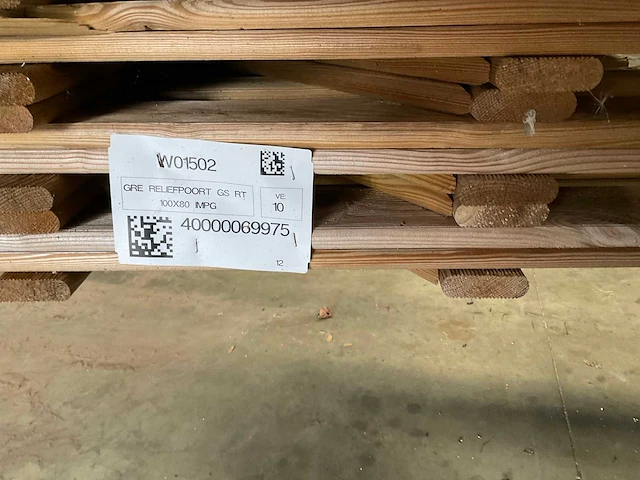 W01502
GRE RELIEFPOORT GS RT
100X80 IMPG
VE:
10
40000069975
12